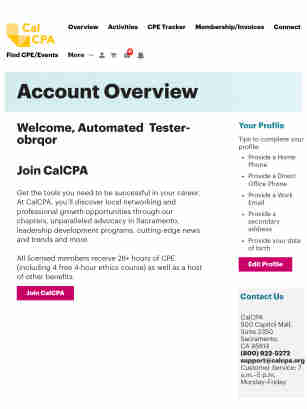 Cal
CPA
Overview Activities CPE Tracker Membership/Invoices Connect
Find CPE/Events More
Account Overview
Welcome, Automated Tester-
obrqor
Join CalCPA
Get the tools you need to be successful in your career.
At CalCPA, you'll discover local networking and
professional growth opportunities through our
chapters, unparalleled advocacy in Sacramento,
leadership development programs, cutting-edge news
and trends and more.
All licensed members receive 28+ hours of CPE
(including 4 free 4-hour ethics course) as well as a host
of other benefits.
Join CalCPA
Your Profile
Tips to complete your
profile:
• Provide a Home
Phone
• Provide a Direct
Office Phone
• Provide a Work
Email
• Provide a
secondary
address
• Provide your date
of birth
Edit Profile
Contact Us
CalCPA
500 Capitol Mall,
Suite 2350
Sacramento,
CA 95814
(800) 922-5272
support@calcpa.org
Customer Service: 7
a.m.–5 p.m.
Monday-Friday